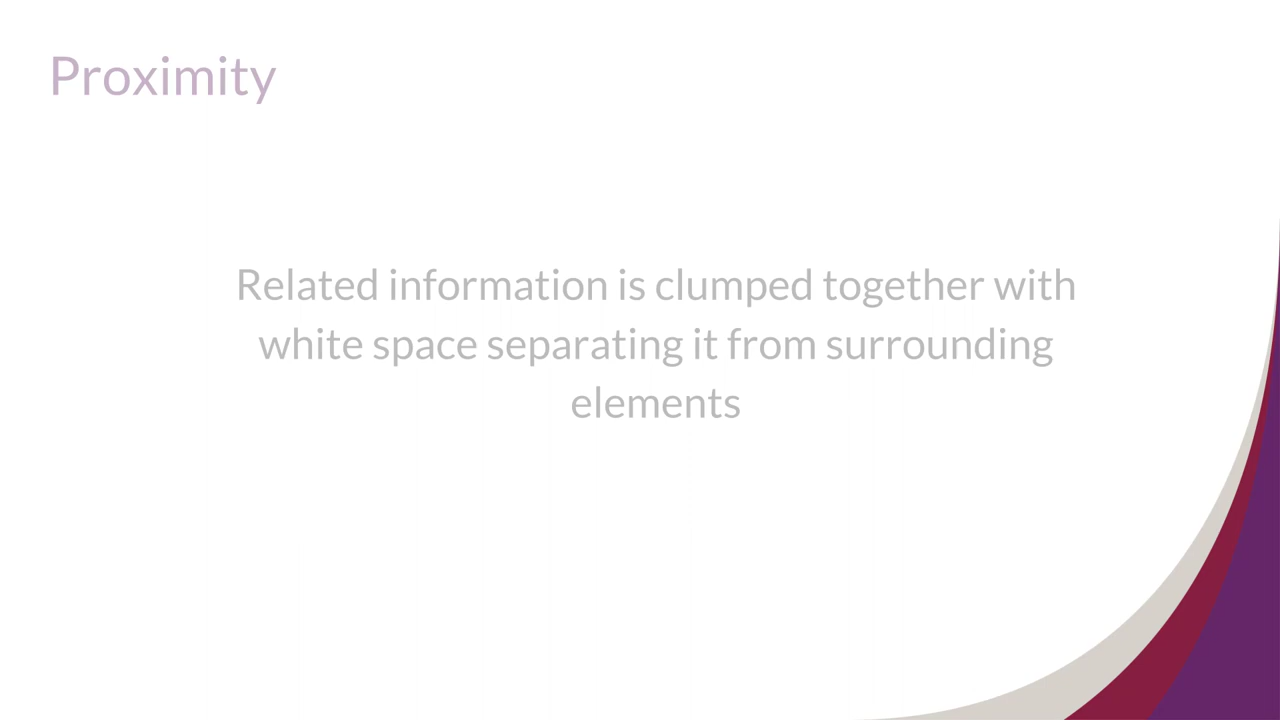 Proximity
Related information is clumped together with
white space separating it from surrounding
elements